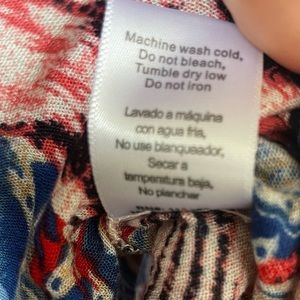 Machine wash cold,
Do not bleach,
Tumble dry low
Do not iron
Lavado a máquina
con agua fria,
No use blanqueador,
Secar a
temperatura baja,
No planchar